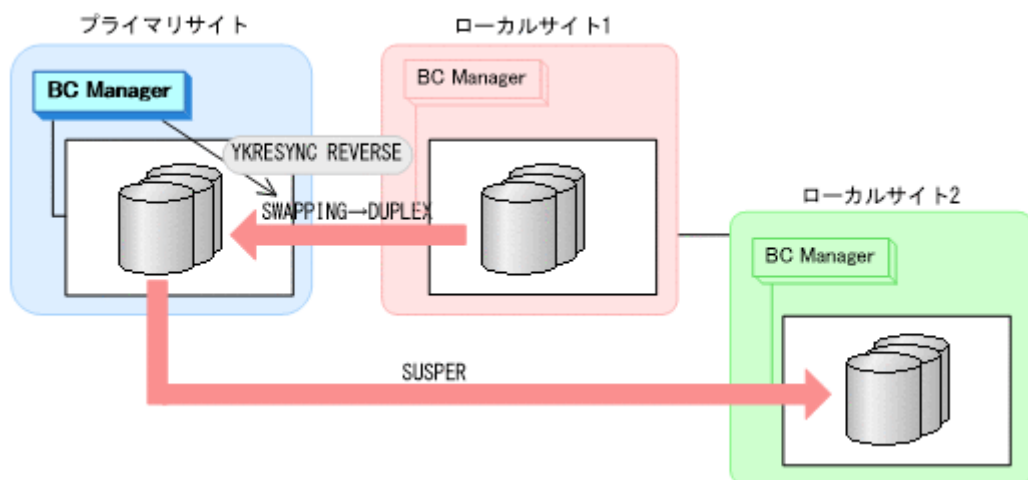 プライマリサイト
ローカルサイト1
BC Manager
BC Manager
YKRESYNC REVERSE
SWAPPING→DUPLEX
ローカルサイト2
BC Manager
SUSPER